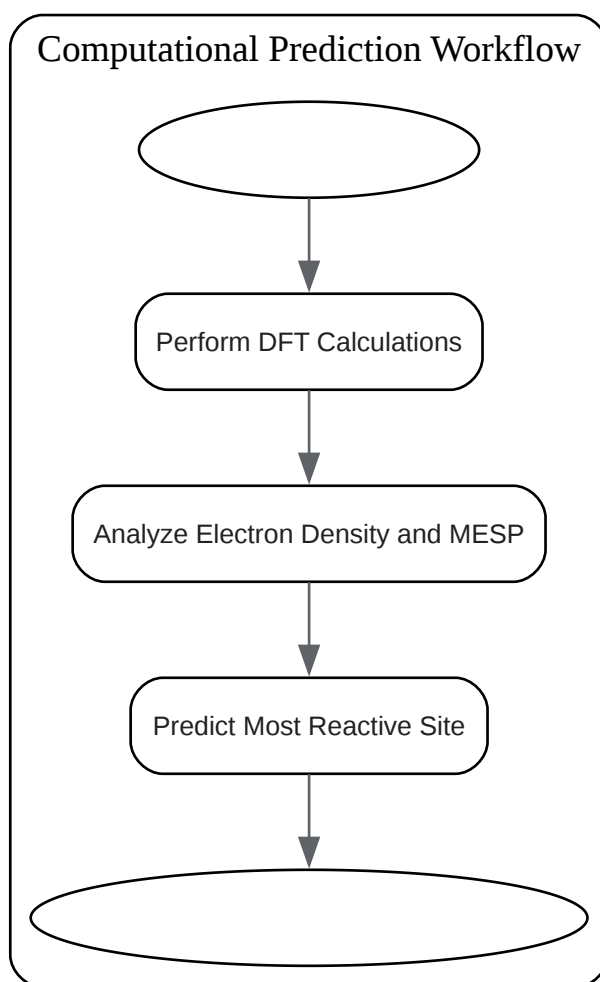 Computational Prediction Workflow
Perform DFT Calculations
Analyze Electron Density and MESP
Predict Most Reactive Site